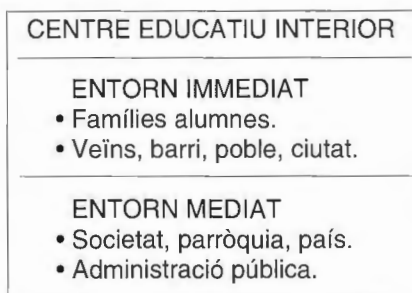 CENTRE EDUCATIU INTERIOR
ENTORN IMMEDIAT
• Famílies alumnes.
• Veïns, barri, poble, ciutat.
ENTORN MEDIAT
• Societat, parròquia, país.
• Administració pública.